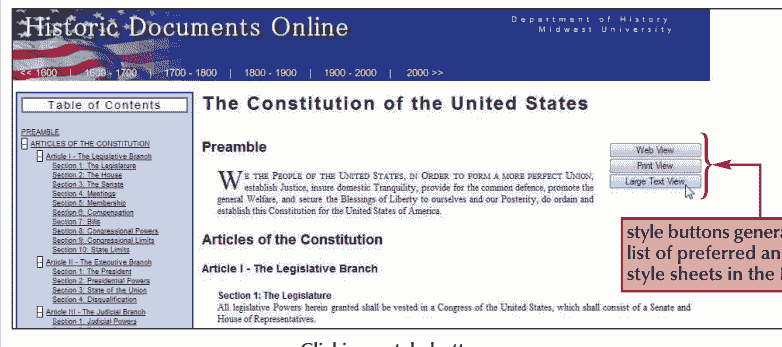 Historic Documents Online
Department of History
Midwest University
<< 1600 | 1600 - 1700 | 1700 - 1800 | 1800 - 1900 | 1900 - 2000 | 2000 >>
Table of Contents
PREAMBLE
ARTICLES OF THE CONSTITUTION
Article I - The Legislative Branch
Section 1: The Legislature
Section 2: The House
Section 3: The Senate
Section 4: Meetings
Section 5: Membership
Section 6: Compensation
Section 7: Bills
Section 8: Congressional Powers
Section 9: Congressional Limits
Section 10: State Limits
Article II - The Executive Branch
Section 1: The President
Section 2: Presidential Powers
Section 3: State of the Union
Section 4: Disqualification
Article III - The Judicial Branch
Section 1: Judicial Powers
The Constitution of the United States
Preamble
WE THE PEOPLE OF THE UNITED STATES, IN ORDER TO FORM A MORE PERFECT UNION,
establish Justice, insure domestic Tranquility, provide for the common defence, promote the
general Welfare, and secure the Blessings of Liberty to ourselves and our Posterity, do ordain and
establish this Constitution for the United States of America.
Articles of the Constitution
Article I - The Legislative Branch
Section 1: The Legislature
All legislative Powers herein granted shall be vested in a Congress of the United States, which shall consist of a Senate and
House of Representatives.
Web View
Print View
Large Text View
style buttons genera
list of preferred an
style sheets in the